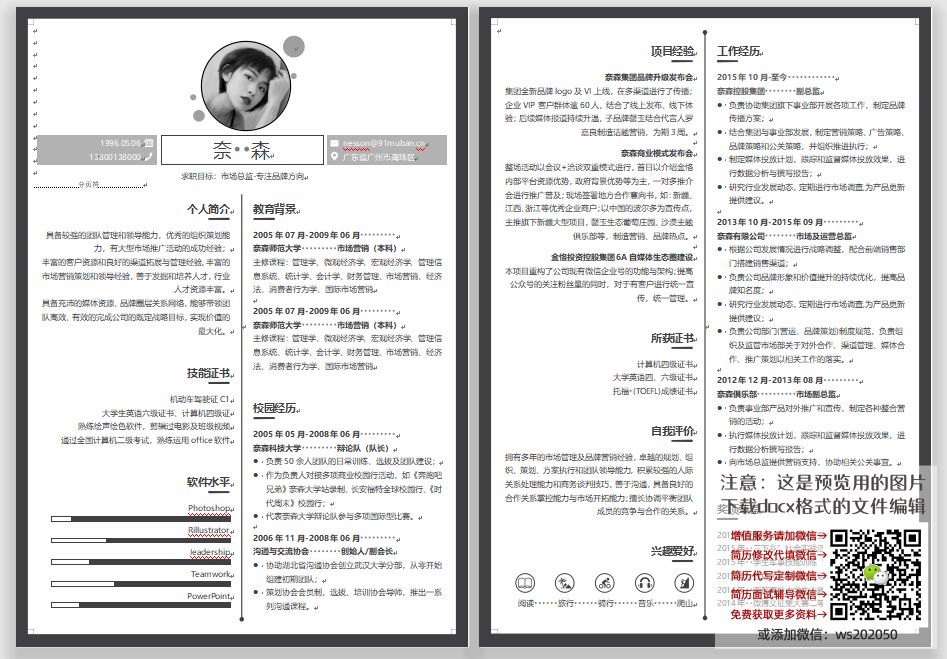 1996.05.06
13800138000
奈 森
nesson@91muban.cn
广东省广州市海珠区
分页符
求职目标：市场总监-专注品牌方向
个人简介
具备较强的团队管理和领导能力，优秀的组织策划能
力，有大型市场推广活动的成功经验；
丰富的客户资源和良好的渠道拓展与管理经验，丰富的
市场营销策划和领导经验，善于发掘和培养人才，行业
人才资源丰富。
具备充沛的媒体资源、品牌圈层关系网络，能够带领团
队高效、有效的完成公司的既定战略目标，实现价值的
最大化。
技能证书
机动车驾驶证 C1
大学生英语六级证书、计算机四级证
熟练绘声绘色软件，剪辑过电影及班级视频
通过全国计算机二级考试，熟练运用 office 软件
软件水平
Photoshop
Rillustrator
leadership
Teamwork
PowerPoint
教育背景
2005 年 07 月-2009 年 06 月
奈森师范大学 市场营销（本科）
主修课程：管理学、微观经济学、宏观经济学、管理信
息系统、统计学、会计学、财务管理、市场营销、经济
法、消费者行为学、国际市场营销
2005 年 07 月-2009 年 06 月
奈森师范大学 市场营销（本科）
主修课程：管理学、微观经济学、宏观经济学、管理信
息系统、统计学、会计学、财务管理、市场营销、经济
法、消费者行为学、国际市场营销
校园经历
2005 年 05 月-2008 年 06 月
奈森科技大学 辩论队（队长）
负责 50 余人团队的日常训练、选拔及团队建设；
作为负责人对接多项商业校园行活动，如《奔跑吧
兄弟》奈森大学站录制、长安福特全球校园行、《时
代周末》校园行；
代表奈森大学辩论队参与多项国际型比赛。
2006 年 11 月-2008 年 06 月
沟通与交流协会 创始人/副会长
协助湖北省沟通协会创立武汉大学分部，从零开始
组建初期团队；
策划协会会员制，选拔、培训协会导师，推出一系
列沟通课程。
项目经验
奈森集团品牌升级发布会
集团全新品牌 logo 及 VI 上线，在多渠道进行了传播；
企业 VIP 客户群体逾 60 人，结合了线上发布、线下体
验；后续媒体报道持续升温，子品牌罄玉结合代言人罗
嘉良制造话题营销，为期 3 周。
奈森商业模式发布会
整场活动以会议+洽谈双重模式进行，首日以介绍金恪
内部平台资源优势，政府背景优势等为主，一对多推介
会进行推广普及；现场签署地方合作意向书，如：新疆、
江西、浙江等优秀企业商户；以中国的波尔多为宣传点，
主推旗下新疆大型项目，罄玉生态葡萄庄园、沙漠主题
俱乐部等，制造营销、品牌热点。
金恪投资控股集团 6A 自媒体生态圈建设
本项目重构了公司现有微信企业号的功能与架构；提高
公众号的关注粉丝量的同时，对于有客户进行统一宣
传，统一管理。
所获证书
计算机四级证书
大学英语四、六级证书
托福 (TOEFL)成绩证书
自我评价
拥有多年的市场管理及品牌营销经验，卓越的规划、组
织、策划、方案执行和团队领导能力，积累较强的人际
关系处理能力和商务谈判技巧，善于沟通，具备良好的
合作关系掌控能力与市场开拓能力；擅长协调平衡团队
成员的竞争与合作的关系。
兴趣爱好
阅读 旅行 骑行 音乐 爬山
工作经历
2015 年 10 月-至今
奈森控股集团 副总监
负责协助集团旗下事业部开展各项工作，制定品牌
传播方案；
结合集团与事业部发展，制定营销策略、广告策略、
品牌策略和公关策略，并组织推进执行；
制定媒体投放计划，跟踪和监督媒体投放效果，进
行数据分析与撰写报告；
研究行业发展动态，定期进行市场调查，为产品更新
提供建议。
2013 年 10 月-2015 年 09 月
奈森有限公司 市场及运营总监
根据公司发展情况进行战略调整，配合前端销售部
门搭建销售渠道；
负责公司品牌形象和价值提升的持续优化，提高品
牌知名度；
研究行业发展动态，定期进行市场调查，为产品更新
提供建议；
负责公司部门(营运、品牌策划)制度规范，负责组
织及监管市场部关于对外合作、渠道管理、媒体合
作、推广策划以相关工作的落实。
2012 年 12 月-2013 年 08 月
奈森俱乐部 市场副总监
负责事业部产品对外推广和宣传，制定各种整合营
销的活动；
执行媒体投放计划，跟踪和监督媒体投放效果，进
行数据分析撰写报告；
向市场总监提供营销支持，协助相关公关事宜。
注意：这是预览用的图片
下载docx格式的文件编辑
增值服务请加微信→
简历修改代填微信→
简历代写定制微信→
简历面试辅导微信→
免费获取更多资料→
或添加微信：ws202050